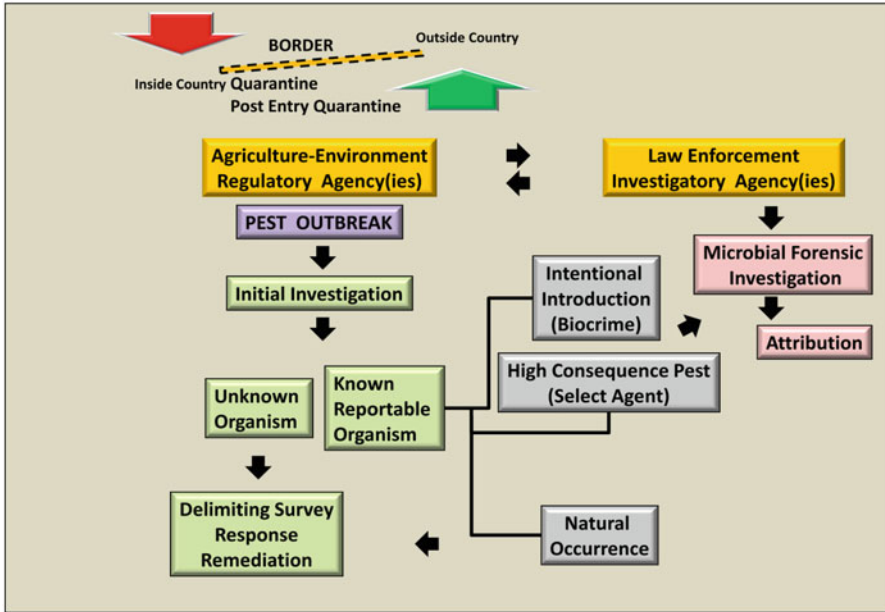 BORDER
Outside Country
Inside Country Quarantine
Post Entry Quarantine
Agriculture-Environment
Regulatory Agency(ies)
Law Enforcement
Investigatory Agency(ies)
PEST OUTBREAK
Initial Investigation
Microbial Forensic
Investigation
Attribution
Intentional
Introduction
(Biocrime)
High Consequence Pest
(Select Agent)
Unknown
Organism
Known
Reportable
Organism
Delimiting Survey
Response
Remediation
Natural
Occurrence